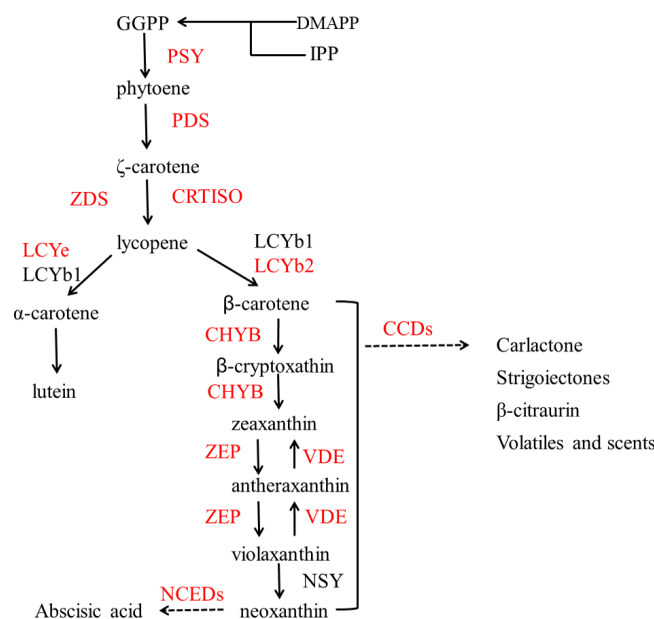 GGPP
DMAPP
IPP
PSY
phytoene
PDS
ζ-carotene
ZDS
CRTISO
lycopene
LCYe
LCYb1
LCYb1
LCYb2
α-carotene
lutein
β-carotene
CHYB
β-cryptoxathin
CHYB
zeaxanthin
ZEP
VDE
antheraxanthin
ZEP
VDE
violaxanthin
NSY
neoxanthin
NCEDs
Abscisic acid
CCDs
Carlactone
Strigoiectones
β-citraurin
Volatiles and scents